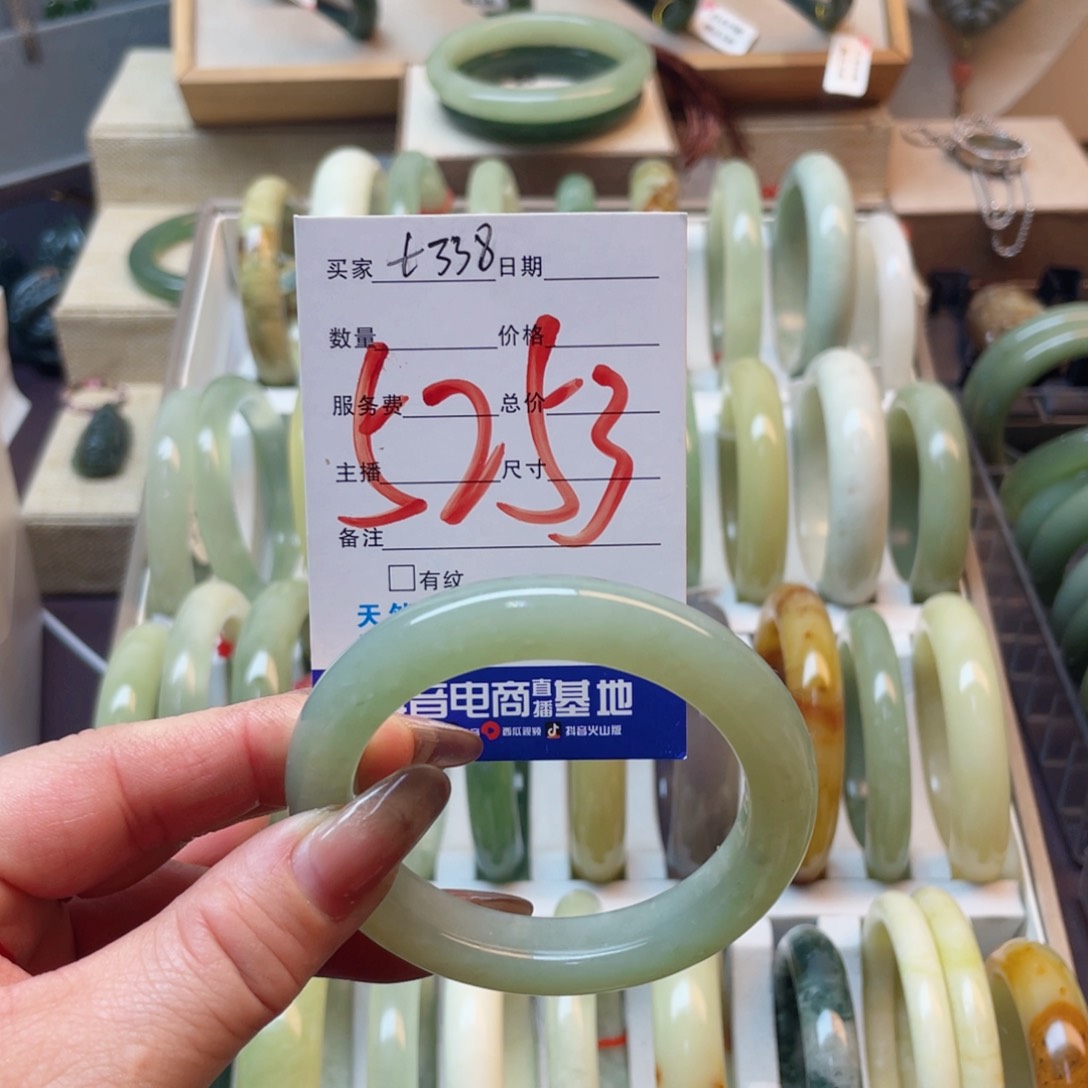 买家 t338 日期
数量 价格
服务费 总价
主播 尺寸
5253
备注
□有纹
天
音电商直播基地
西瓜视频 抖音火山版